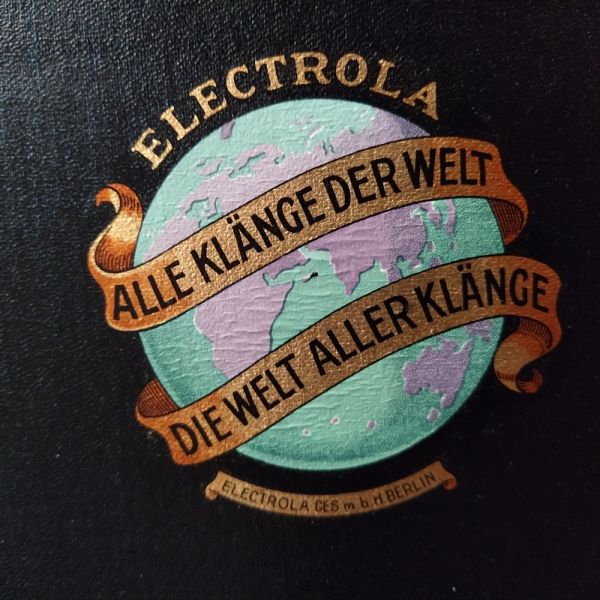 ELECTROLA
ALLE KLÄNGE DER WELT
DIE WELT ALLER KLÄNGE
ELECTROLA GES m b H. BERLIN